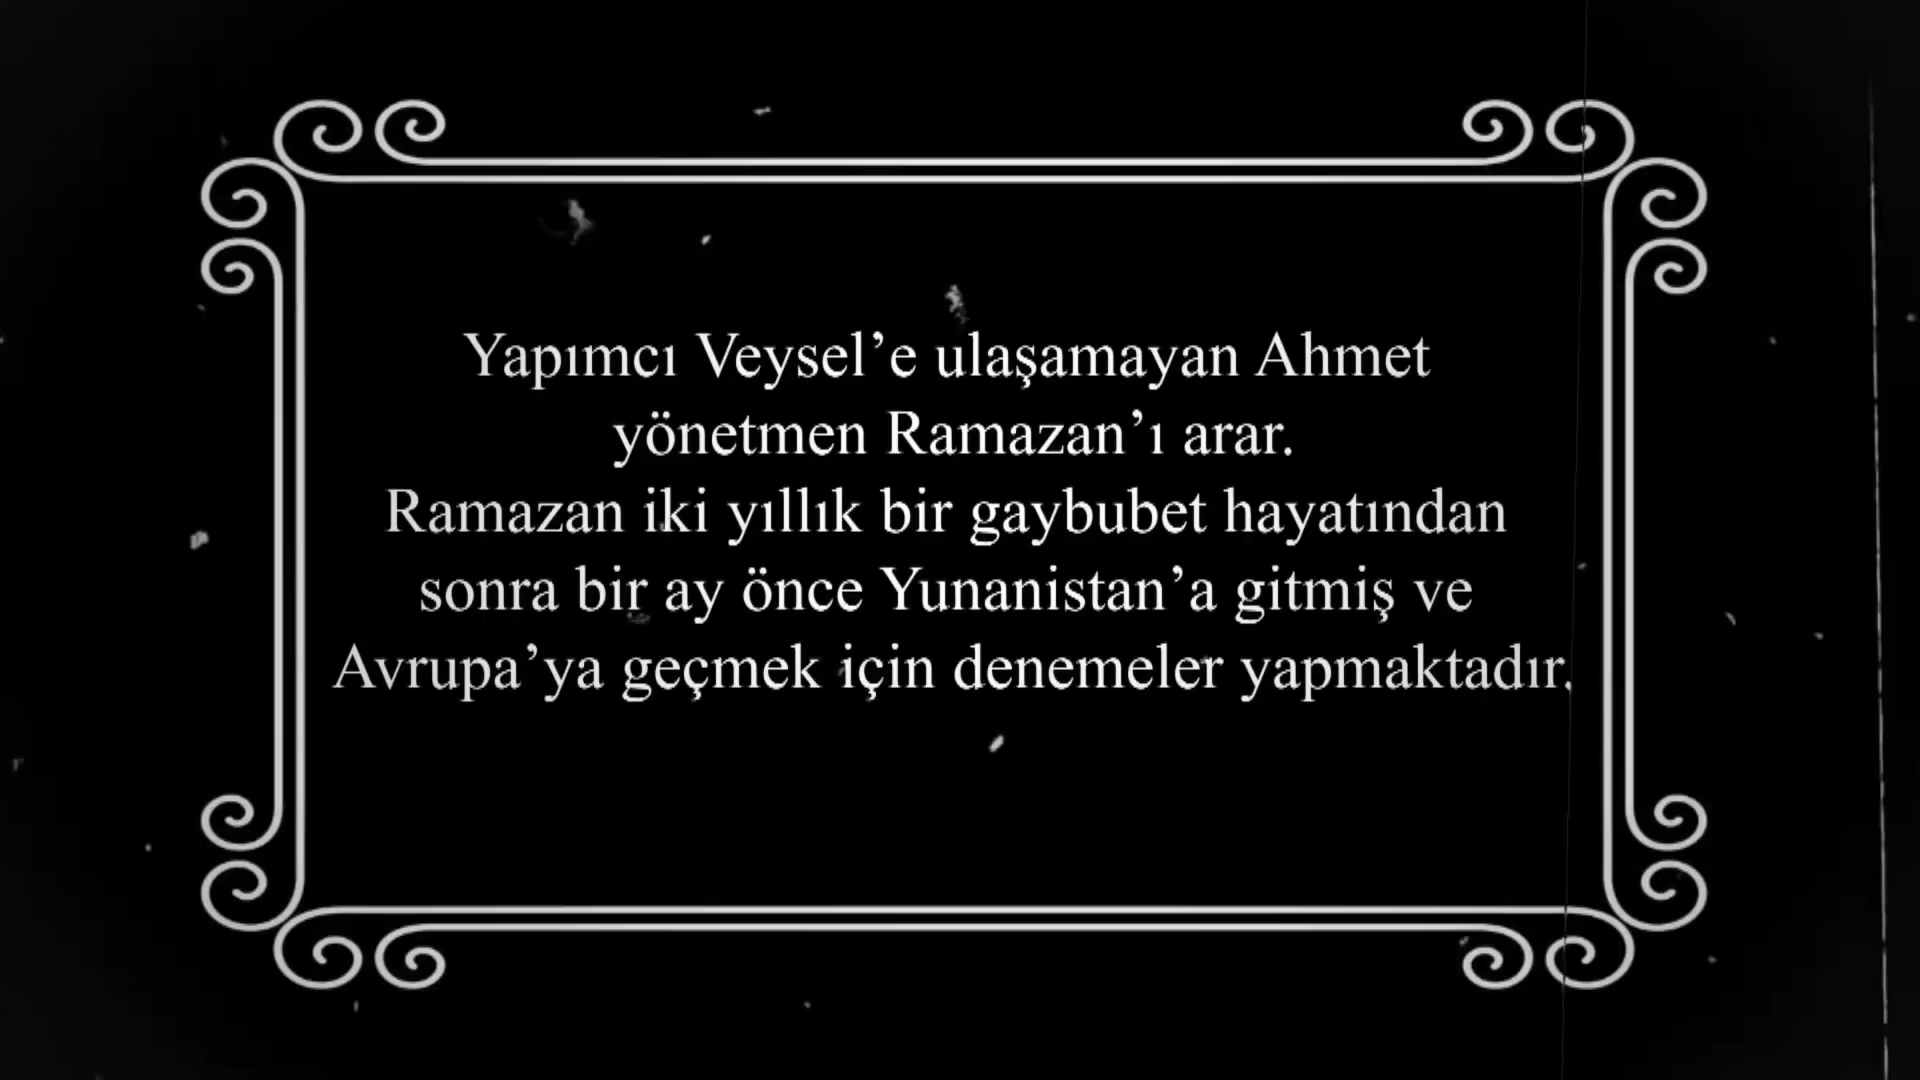 Yapımcı Veysel’e ulaşamayan Ahmet
yönetmen Ramazan’ı arar.
Ramazan iki yıllık bir gaybubet hayatından
sonra bir ay önce Yunanistan’a gitmiş ve
Avrupa’ya geçmek için denemeler yapmaktadır.